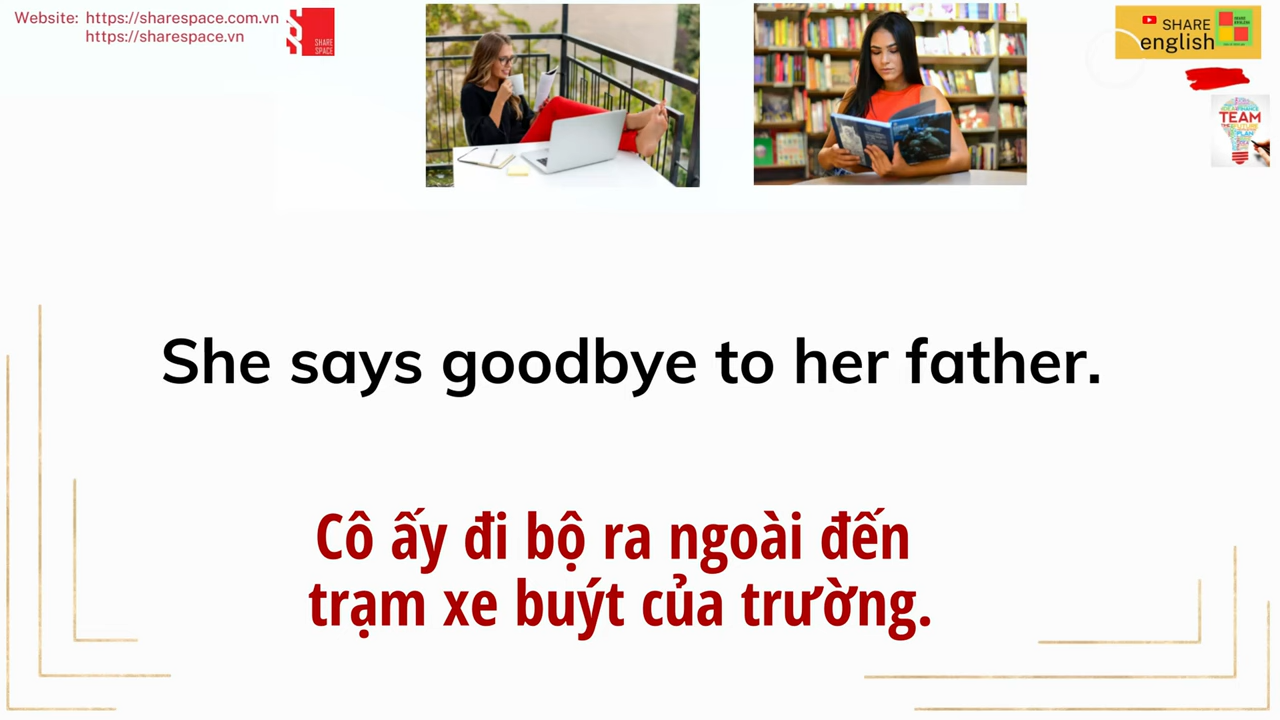 Website: https://sharespace.com.vn
https://sharespace.vn
SHARE
SPACE
SHARE
english
TEAM
PLAN
She says goodbye to her father.
Cô ấy đi bộ ra ngoài đến
trạm xe buýt của trường.